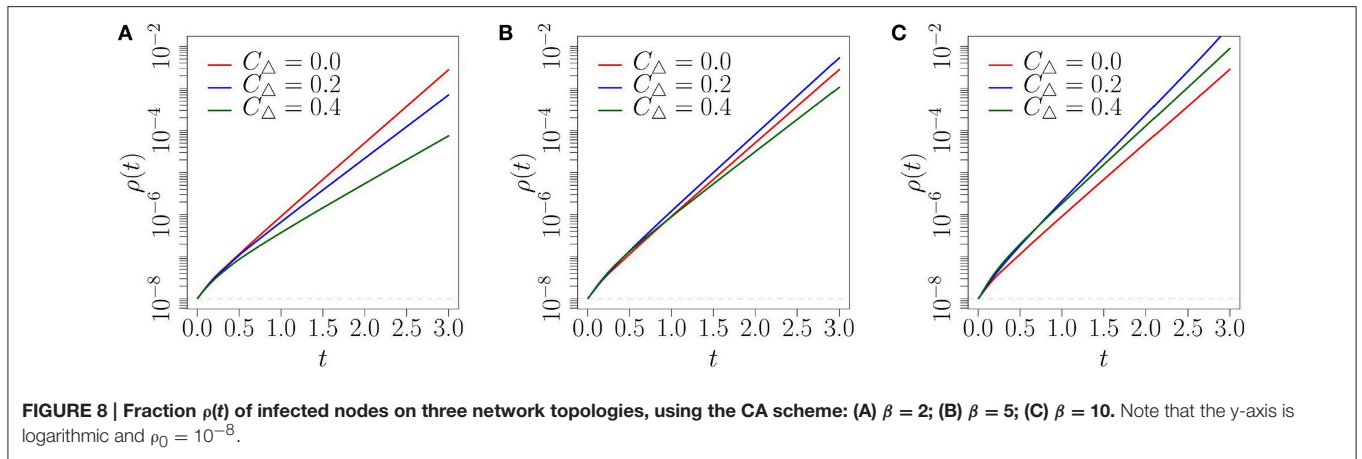 A
B
C
10⁻²
10⁻⁴
10⁻⁶
10⁻⁸
ρ(t)
C△ = 0.0
C△ = 0.2
C△ = 0.4
0.0 0.5 1.0 1.5 2.0 2.5 3.0
t
10⁻²
10⁻⁴
10⁻⁶
10⁻⁸
ρ(t)
C△ = 0.0
C△ = 0.2
C△ = 0.4
0.0 0.5 1.0 1.5 2.0 2.5 3.0
t
10⁻²
10⁻⁴
10⁻⁶
10⁻⁸
ρ(t)
C△ = 0.0
C△ = 0.2
C△ = 0.4
0.0 0.5 1.0 1.5 2.0 2.5 3.0
t
FIGURE 8 | Fraction ρ(t) of infected nodes on three network topologies, using the CA scheme: (A) β = 2; (B) β = 5; (C) β = 10. Note that the y-axis is
logarithmic and ρ₀ = 10⁻⁸.